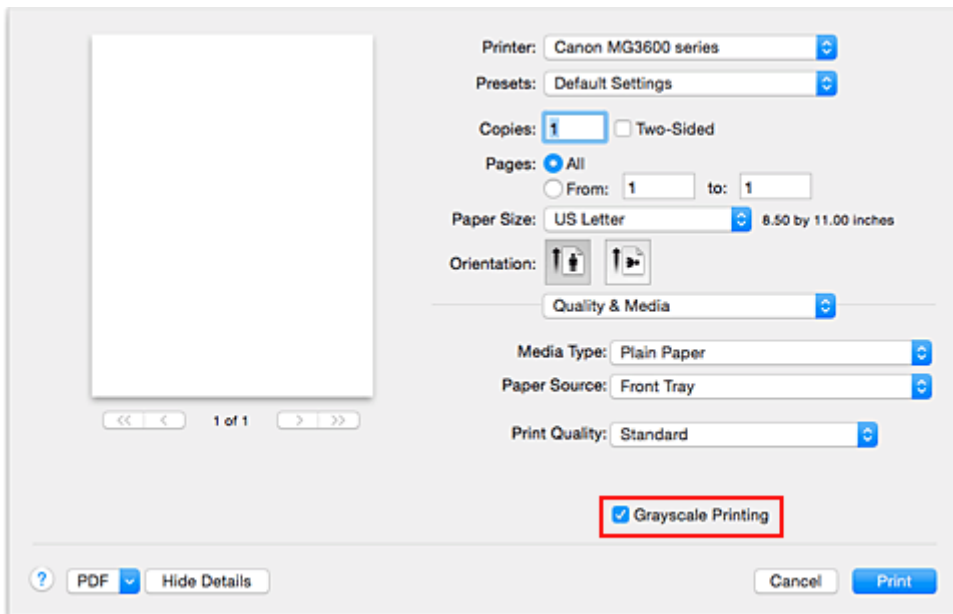 Printer: Canon MG3600 series
Presets: Default Settings
Copies: 1 Two-Sided
Pages: All
From: 1 to: 1
Paper Size: US Letter 8.50 by 11.00 inches
Orientation:
Quality & Media
Media Type: Plain Paper
Paper Source: Front Tray
<< < 1 of 1 > >>
Print Quality: Standard
Grayscale Printing
? PDF Hide Details Cancel Print